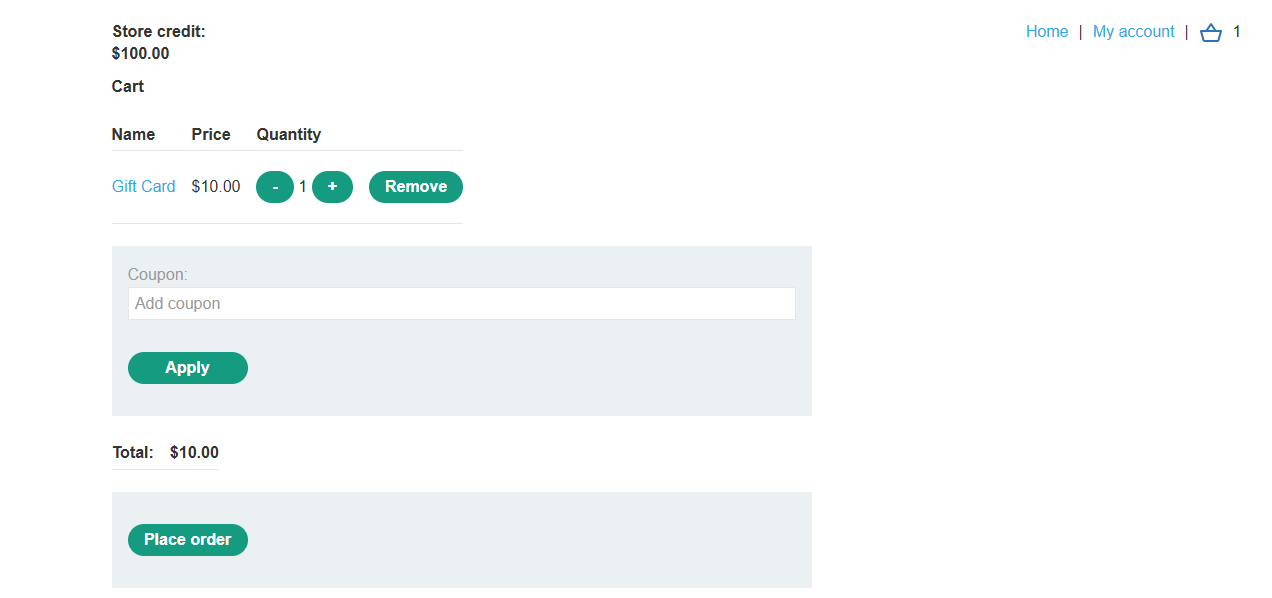 Store credit:
$100.00
Home | My account | 1
Cart
Name Price Quantity
Gift Card $10.00 - 1 + Remove
Coupon:
Add coupon
Apply
Total: $10.00
Place order